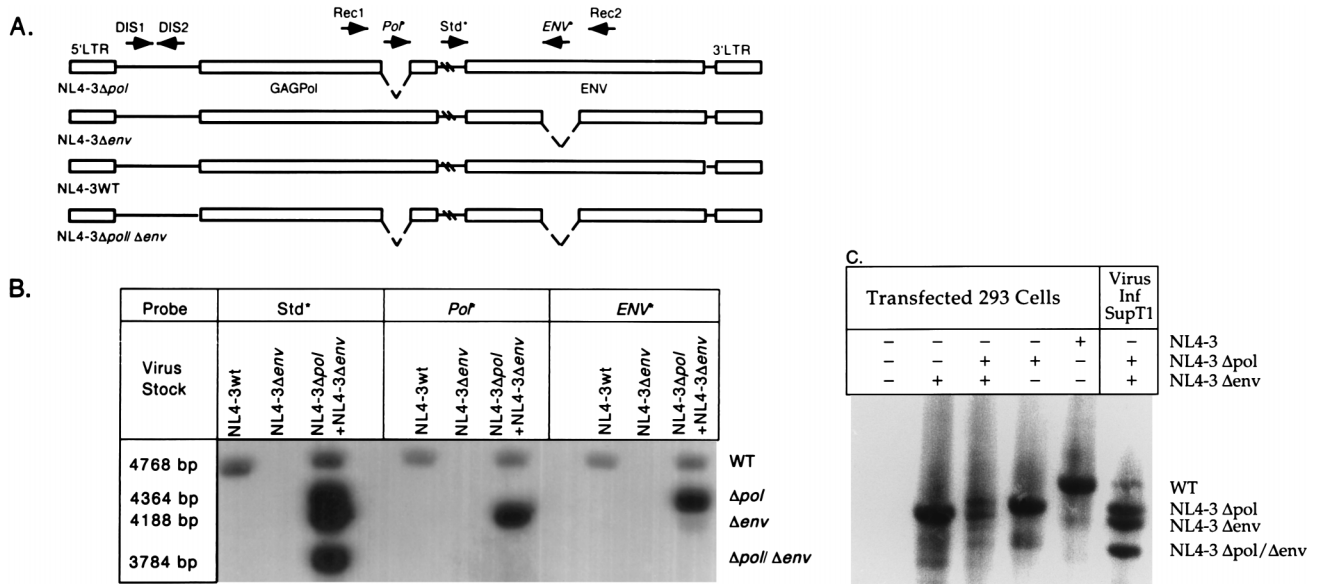 A.
Rec1
Pol*
Std*
ENV*
Rec2
DIS1
DIS2
5'LTR
3'LTR
NL4-3Δpol
GAGPol
ENV
NL4-3Δenv
NL4-3WT
NL4-3Δpol/Δenv
B.
Probe
Std*
Pol*
ENV*
Virus
Stock
NL4-3wt
NL4-3Δenv
NL4-3Δpol
+NL4-3Δenv
NL4-3wt
NL4-3Δenv
NL4-3Δpol
+NL4-3Δenv
NL4-3wt
NL4-3Δenv
NL4-3Δpol
+NL4-3Δenv
4768 bp
WT
4364 bp
Δpol
4188 bp
Δenv
3784 bp
Δpol/Δenv
C.
Transfected 293 Cells
Virus
Inf
SupT1
– – – – + – NL4-3
– – + + – + NL4-3 Δpol
– + + – – + NL4-3 Δenv
WT
NL4-3 Δpol
NL4-3 Δenv
NL4-3 Δpol/Δenv